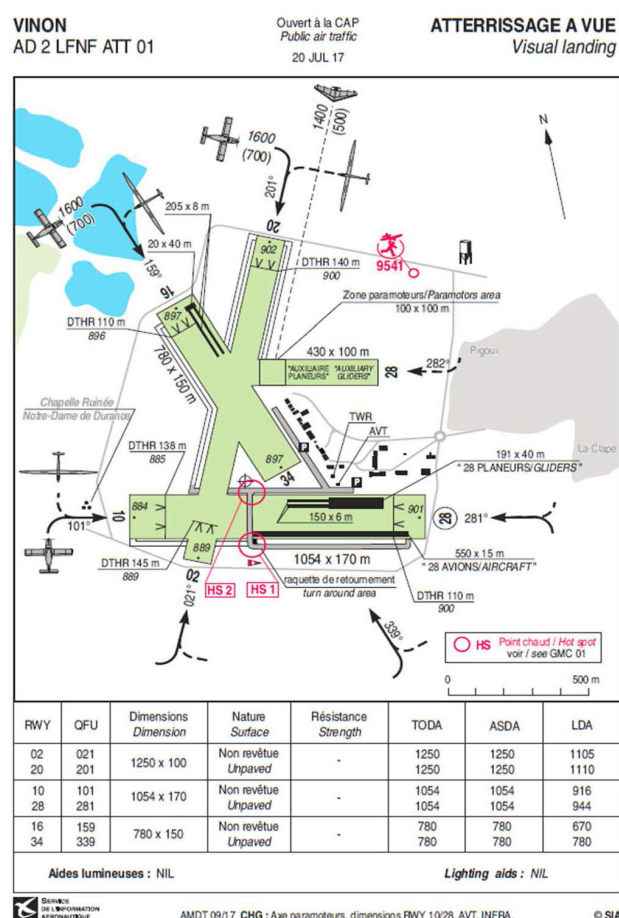 VINON
AD 2 LFNF ATT 01
Ouvert à la CAP
Public air traffic
20 JUL 17
ATTERRISSAGE A VUE
Visual landing
1400
(500)
N
1600
(700)
201°
20
1600
(700)
205 x 8 m
159°
20 x 40 m
16
902
DTHR 140 m
900
9541
Zone paramoteurs/Paramotors area
100 x 100 m
897
DTHR 110 m
896
780 x 150 m
430 x 100 m
"AUXILIAIRE "AUXILIARY
PLANEURS" GLIDERS"
28
282°
Pigoui
Chapelle Ruinée
Notre-Dame de Durance
TWR
AVT
P
La Clape
DTHR 138 m
885
897
34
P
191 x 40 m
" 28 PLANEURS/GLIDERS"
884
10
101°
150 x 6 m
901
28
281°
889
02
DTHR 145 m
889
1054 x 170 m
550 x 15 m
"28 AVIONS/AIRCRAFT"
HS 2
HS 1
raquette de retournement
turn around area
DTHR 110 m
900
021°
339°
HS Point chaud / Hot spot
voir / see GMC 01
0 500 m
RWY QFU Dimensions Nature Résistance TODA ASDA LDA
Dimension Surface Strength
02 021 1250 x 100 Non revêtue - 1250 1250 1105
20 201 Unpaved 1250 1250 1110
10 101 1054 x 170 Non revêtue - 1054 1054 916
28 281 Unpaved 1054 1054 944
16 159 780 x 150 Non revêtue - 780 780 670
34 339 Unpaved 780 780 780
Aides lumineuses : NIL Lighting aids : NIL
SERVICE
DE L'INFORMATION
AERONAUTIQUE
AMDT 09/17 CHG : Axe paramoteurs, dimensions RWY 10/28, AVT, INFRA.
© SIA